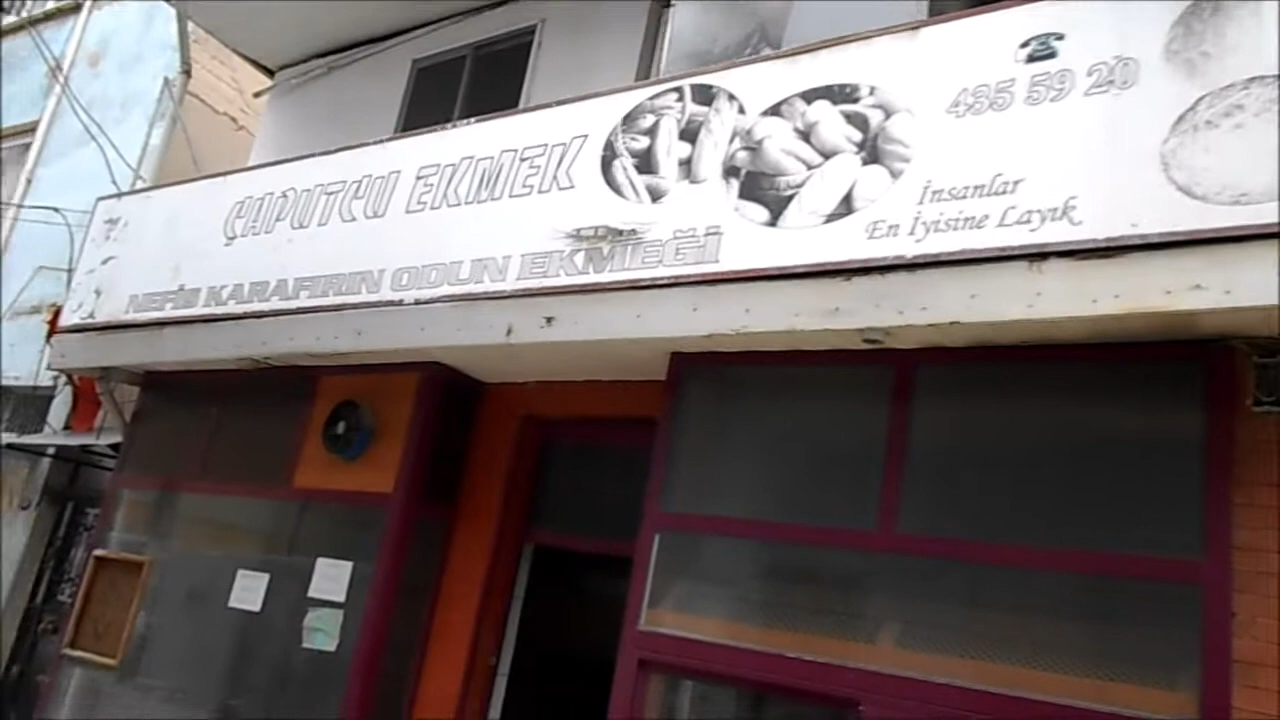 ÇAPUTCU EKMEK
NEFİS KARAFIRIN ODUN EKMEĞİ
435 59 20
İnsanlar
En İyisine Layık